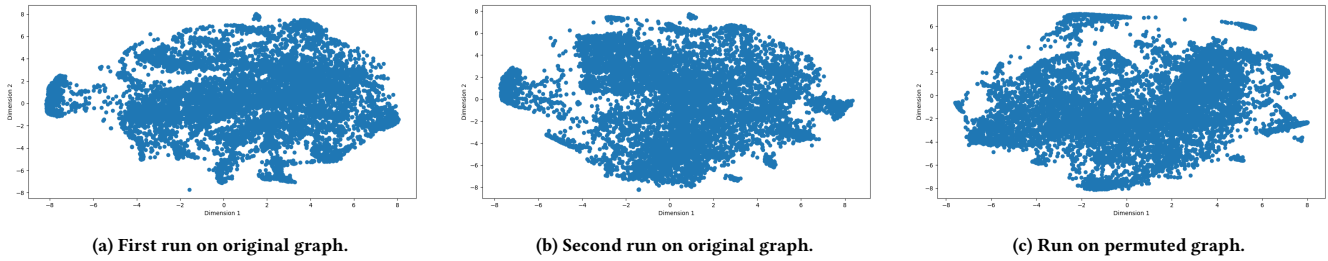 8
6
4
2
0
−2
−4
−6
−8
Dimension 2
−8 −6 −4 −2 0 2 4 6 8
Dimension 1
(a) First run on original graph.
8
6
4
2
0
−2
−4
−6
−8
Dimension 2
−8 −6 −4 −2 0 2 4 6 8
Dimension 1
(b) Second run on original graph.
6
4
2
0
−2
−4
−6
−8
Dimension 2
−8 −6 −4 −2 0 2 4 6 8
Dimension 1
(c) Run on permuted graph.